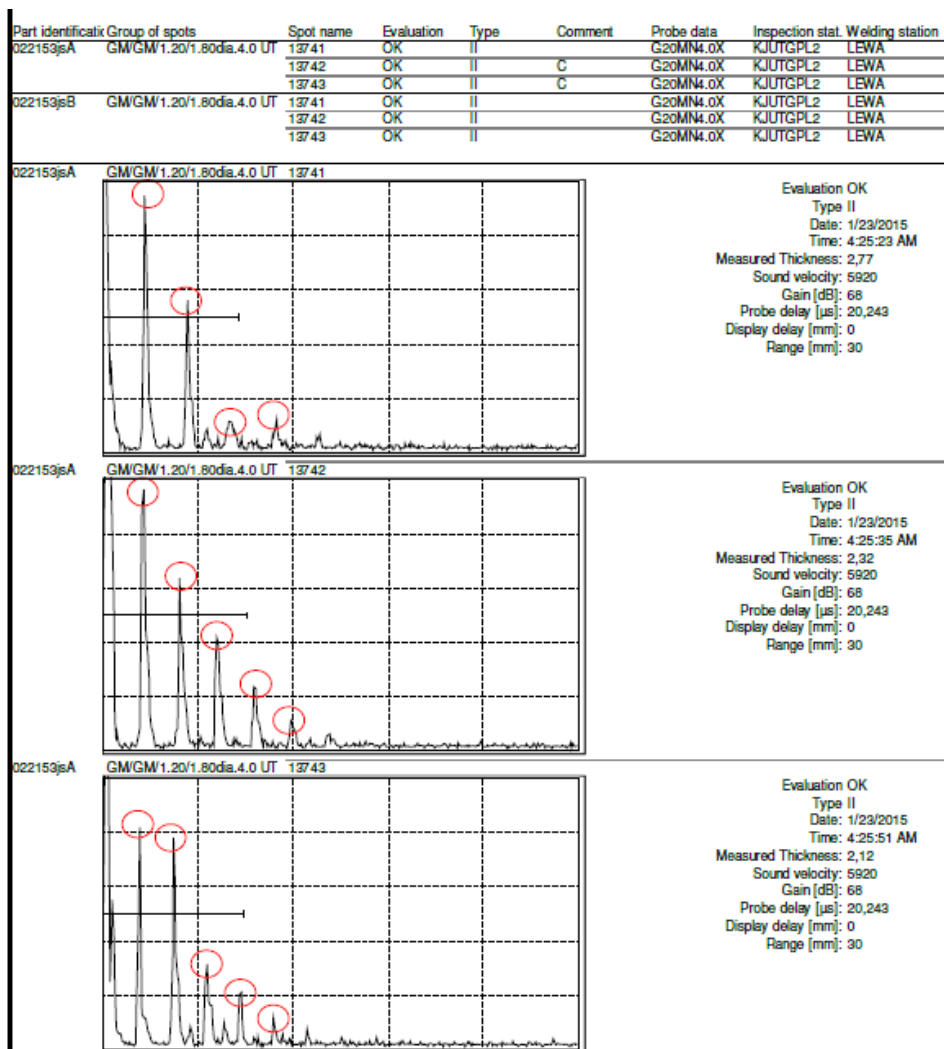 Part identificatic Group of spots Spot name Evaluation Type Comment Probe data Inspection stat. Welding station
022153jsA GM/GM/1.20/1.80dia.4.0 UT 13741 OK II G20MN4.0X KJUTGPL2 LEWA
13742 OK II C G20MN4.0X KJUTGPL2 LEWA
13743 OK II C G20MN4.0X KJUTGPL2 LEWA
022153jsB GM/GM/1.20/1.80dia.4.0 UT 13741 OK II G20MN4.0X KJUTGPL2 LEWA
13742 OK II G20MN4.0X KJUTGPL2 LEWA
13743 OK II G20MN4.0X KJUTGPL2 LEWA
022153jsA GM/GM/1.20/1.80dia.4.0 UT 13741
Evaluation OK
Type II
Date: 1/23/2015
Time: 4:25:23 AM
Measured Thickness: 2,77
Sound velocity: 5920
Gain [dB]: 68
Probe delay [µs]: 20,243
Display delay [mm]: 0
Range [mm]: 30
022153jsA GM/GM/1.20/1.80dia.4.0 UT 13742
Evaluation OK
Type II
Date: 1/23/2015
Time: 4:25:35 AM
Measured Thickness: 2,32
Sound velocity: 5920
Gain [dB]: 68
Probe delay [µs]: 20,243
Display delay [mm]: 0
Range [mm]: 30
022153jsA GM/GM/1.20/1.80dia.4.0 UT 13743
Evaluation OK
Type II
Date: 1/23/2015
Time: 4:25:51 AM
Measured Thickness: 2,12
Sound velocity: 5920
Gain [dB]: 68
Probe delay [µs]: 20,243
Display delay [mm]: 0
Range [mm]: 30